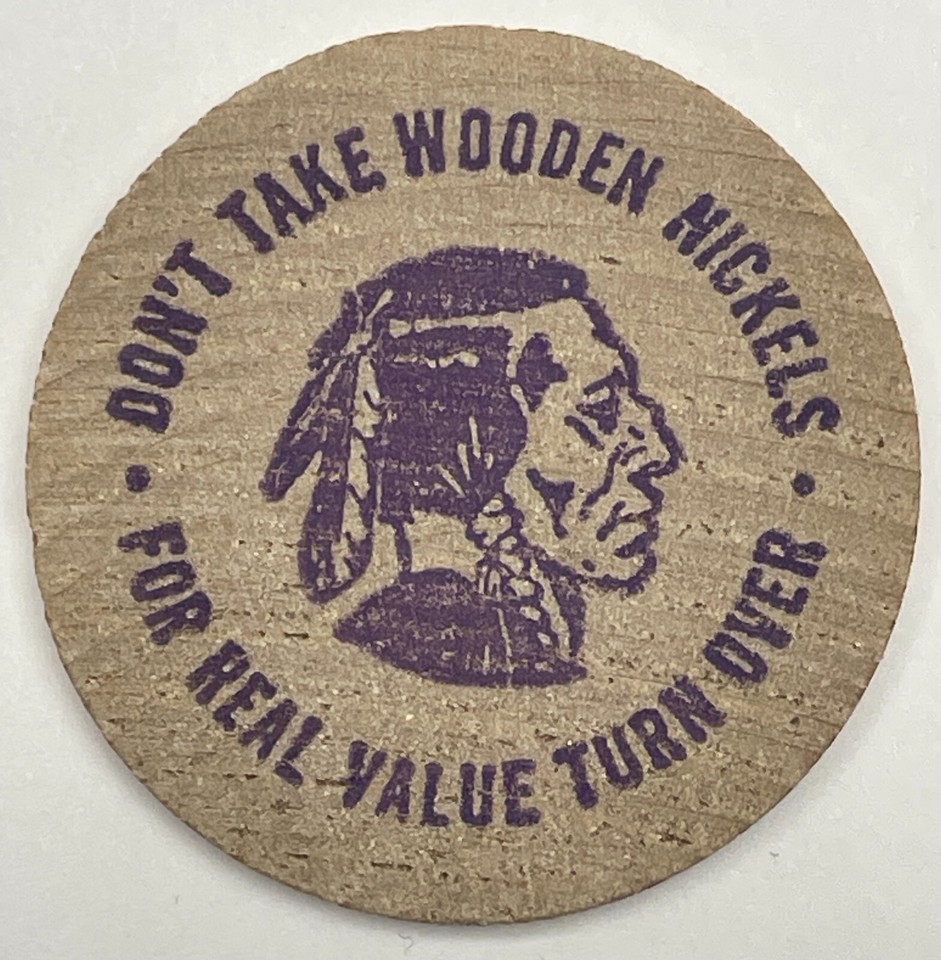 DON'T TAKE WOODEN NICKELS
• FOR REAL VALUE TURN OVER •